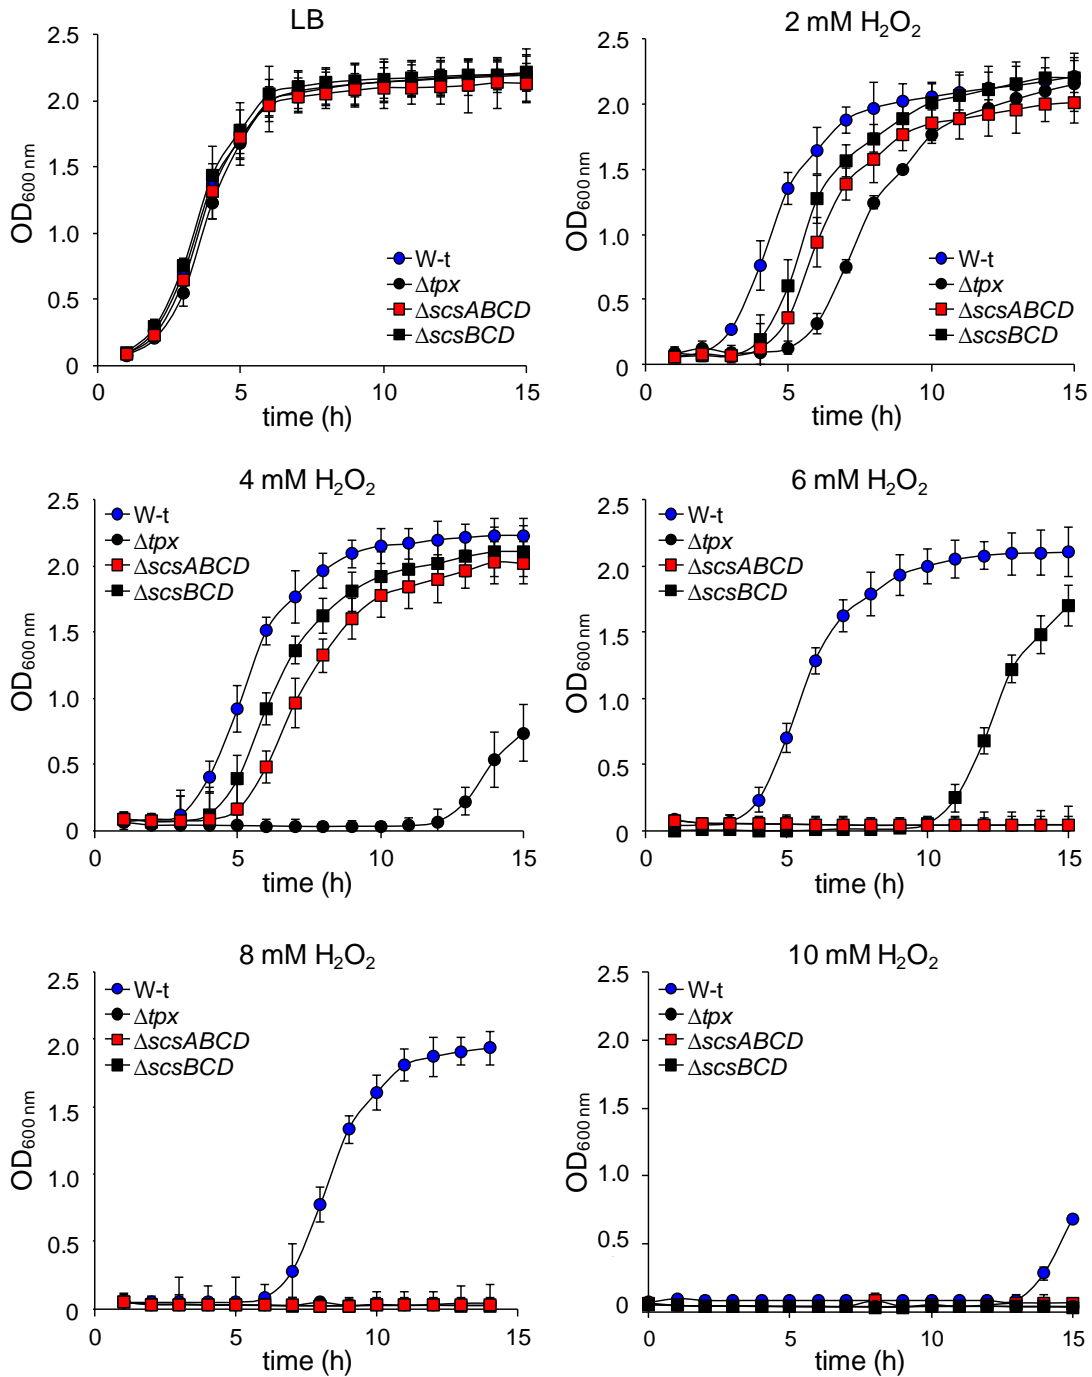 LB
2.5
2.0
1.5
1.0
0.5
0
OD600 nm
W-t
Δtpx
ΔscsABCD
ΔscsBCD
0 5 10 15
time (h)
2 mM H2O2
2.5
2.0
1.5
1.0
0.5
0
OD600 nm
W-t
Δtpx
ΔscsABCD
ΔscsBCD
0 5 10 15
time (h)
4 mM H2O2
2.5
2.0
1.5
1.0
0.5
0
OD600 nm
W-t
Δtpx
ΔscsABCD
ΔscsBCD
0 5 10 15
time (h)
6 mM H2O2
2.5
2.0
1.5
1.0
0.5
0
OD600 nm
W-t
Δtpx
ΔscsABCD
ΔscsBCD
0 5 10 15
time (h)
8 mM H2O2
2.5
2.0
1.5
1.0
0.5
0
OD600 nm
W-t
Δtpx
ΔscsABCD
ΔscsBCD
0 5 10 15
time (h)
10 mM H2O2
2.5
2.0
1.5
1.0
0.5
0
OD600 nm
W-t
Δtpx
ΔscsABCD
ΔscsBCD
0 5 10 15
time (h)